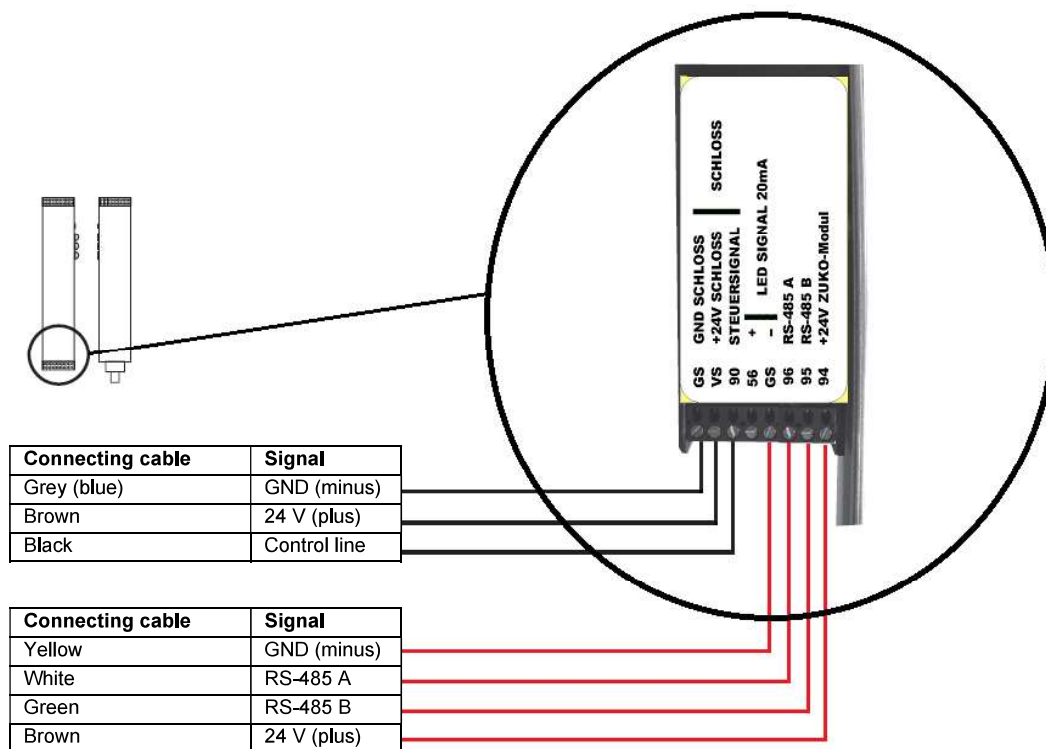 SCHLOSS
LED SIGNAL 20mA
GS GND SCHLOSS
VS +24V SCHLOSS
90 STEUERSIGNAL
56 +
GS -
96 RS-485 A
95 RS-485 B
94 +24V ZUKO-Modul
Connecting cable Signal
Grey (blue) GND (minus)
Brown 24 V (plus)
Black Control line
Connecting cable Signal
Yellow GND (minus)
White RS-485 A
Green RS-485 B
Brown 24 V (plus)